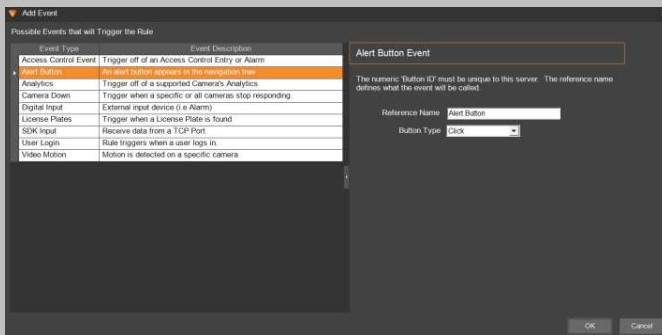 Add Event
Possible Events that will Trigger the Rule
Event Type Event Description
Access Control Event Trigger off of an Access Control Entry or Alarm
Alert Button An alert button appears in the navigation tree
Analytics Trigger off of a supported Camera's Analytics
Camera Down Trigger when a specific or all cameras stop responding
Digital Input External input device (i.e Alarm)
License Plates Trigger when a License Plate is found
SDK Input Receive data from a TCP Port
User Login Rule triggers when a user logs in.
Video Motion Motion is detected on a specific camera
Alert Button Event
The numeric 'Button ID' must be unique to this server. The reference name
defines what the event will be called.
Reference Name Alert Button
Button Type Click
OK Cancel